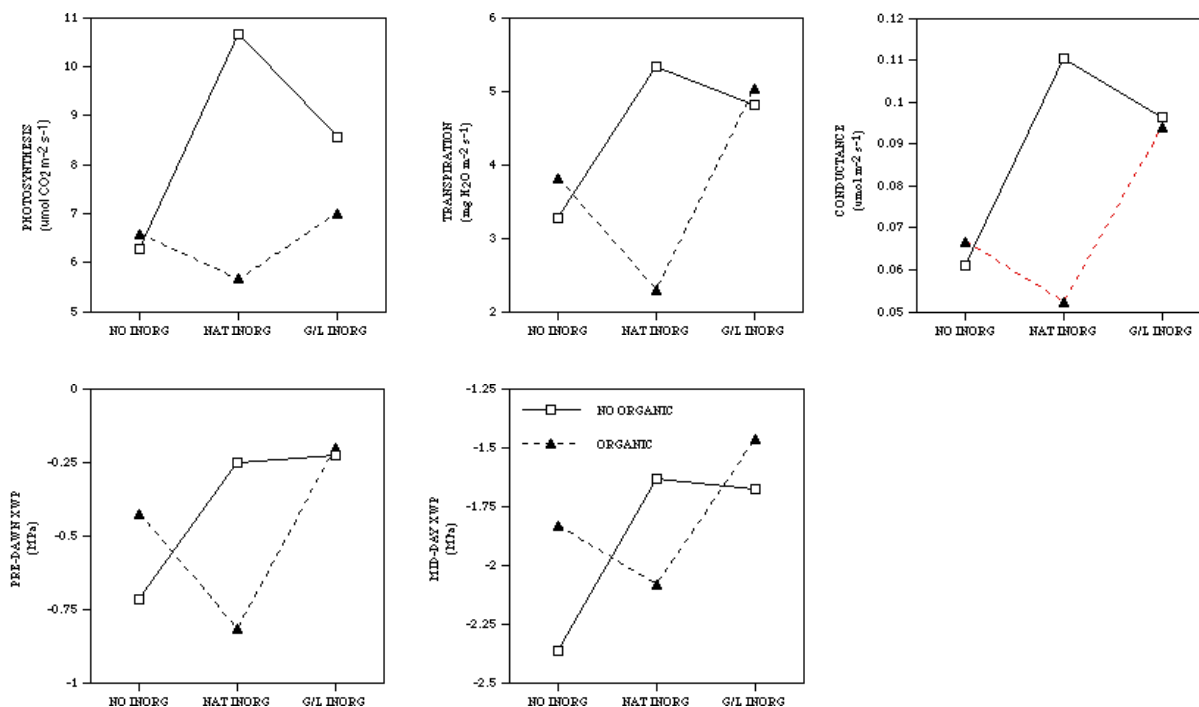 PHOTOSYNTHESIS
(umol CO2 m-2 s-1)
11
10
9
8
7
6
5
NO INORG NAT INORG G/L INORG
TRANSPIRATION
(mg H2O m-2 s-1)
6
5
4
3
2
NO INORG NAT INORG G/L INORG
CONDUCTANCE
(umol m-2 s-1)
0.12
0.11
0.1
0.09
0.08
0.07
0.06
0.05
NO INORG NAT INORG G/L INORG
PRE-DAWN XWP
(MPa)
0
-0.25
-0.5
-0.75
-1
NO INORG NAT INORG G/L INORG
MID-DAY XWP
(MPa)
-1.25
-1.5
-1.75
-2
-2.25
-2.5
NO ORGANIC
ORGANIC
NO INORG NAT INORG G/L INORG